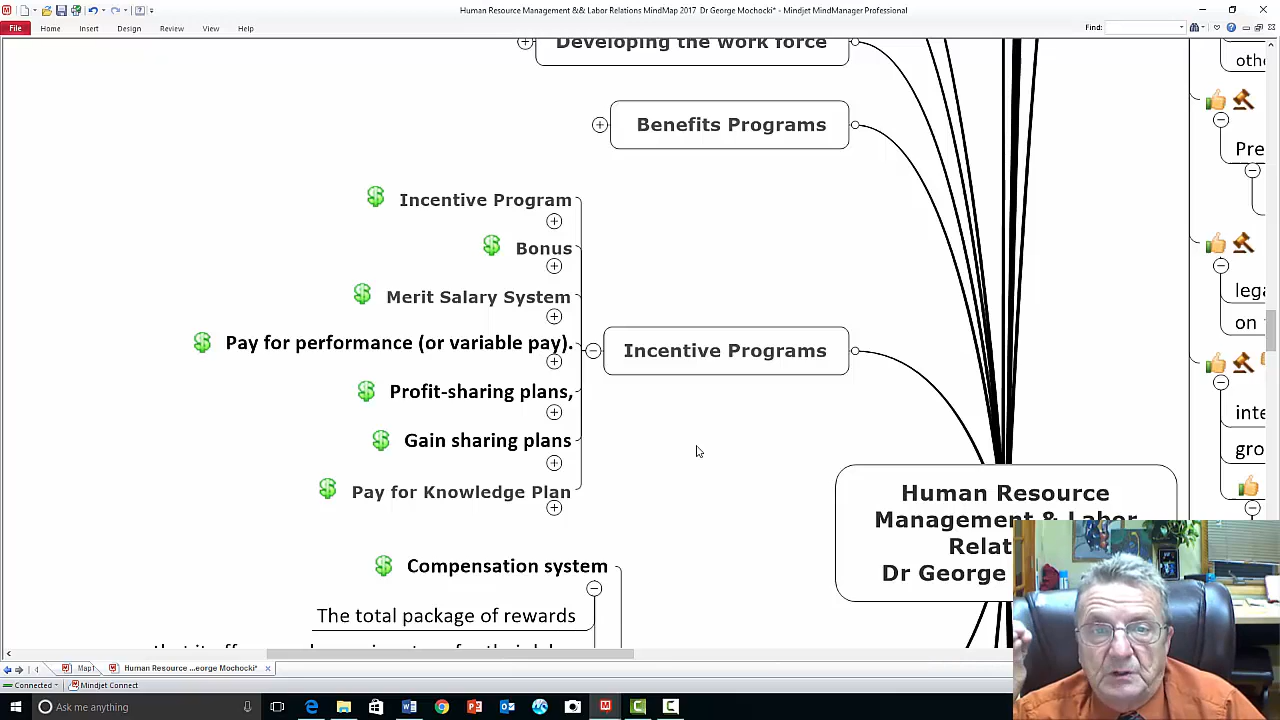 Human Resource Management && Labor Relations MindMap 2017 Dr George Mochocki* - Mindjet MindManager Professional
File Home Insert Design Review View Help
Find:
Developing the work force
othe
Benefits Programs
Pre
Incentive Program
Bonus
Merit Salary System
lega
Pay for performance (or variable pay).
on
Incentive Programs
Profit-sharing plans,
inte
Gain sharing plans
gro
Pay for Knowledge Plan
Human Resource
Management & Labor
Relat
Dr George
Compensation system
The total package of rewards
Map1 Human Resource ...eorge Mochocki*
Connected Mindjet Connect
Ask me anything